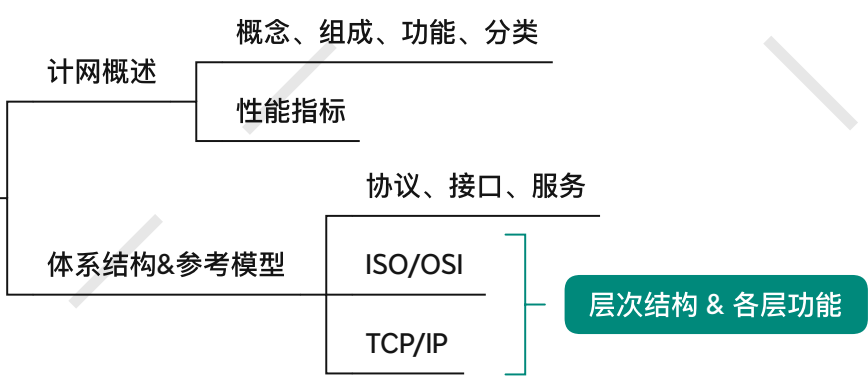 概念、组成、功能、分类
计网概述
性能指标
协议、接口、服务
体系结构&参考模型
ISO/OSI
层次结构 & 各层功能
TCP/IP